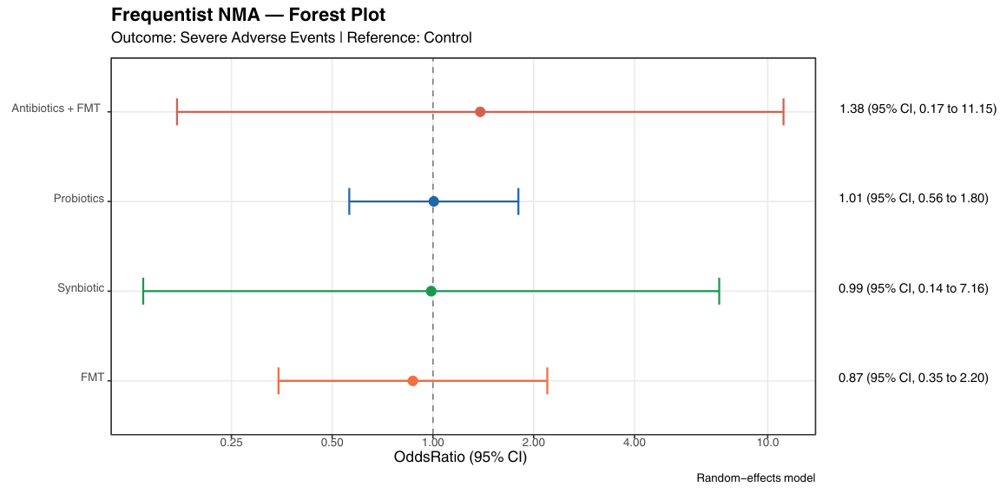 Frequentist NMA — Forest Plot
Outcome: Severe Adverse Events | Reference: Control
Antibiotics + FMT 1.38 (95% CI, 0.17 to 11.15)
Probiotics 1.01 (95% CI, 0.56 to 1.80)
Synbiotic 0.99 (95% CI, 0.14 to 7.16)
FMT 0.87 (95% CI, 0.35 to 2.20)
0.25 0.50 1.00 2.00 4.00 10.0
OddsRatio (95% CI)
Random−effects model